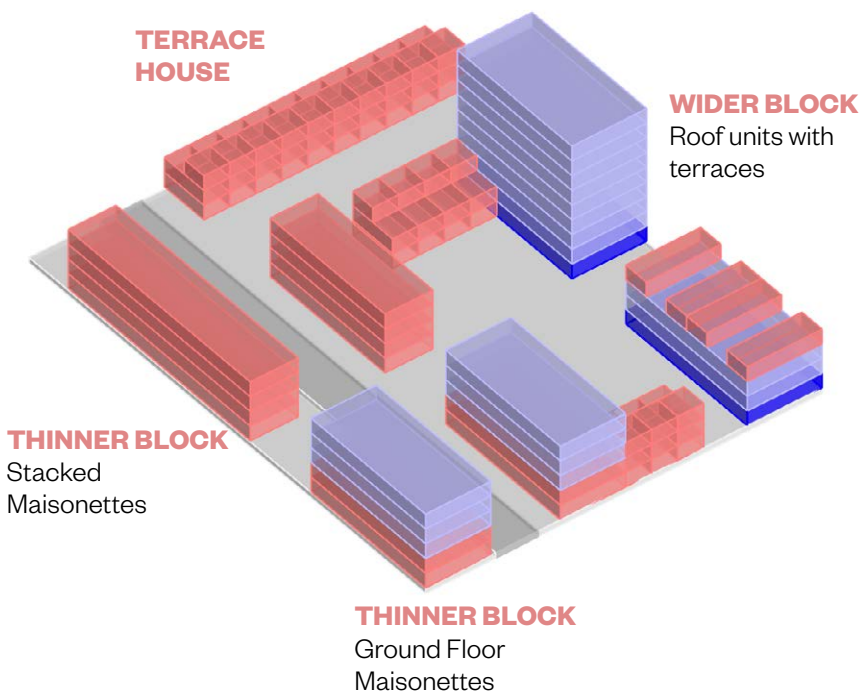 TERRACE
HOUSE
WIDER BLOCK
Roof units with
terraces
THINNER BLOCK
Stacked
Maisonettes
THINNER BLOCK
Ground Floor
Maisonettes